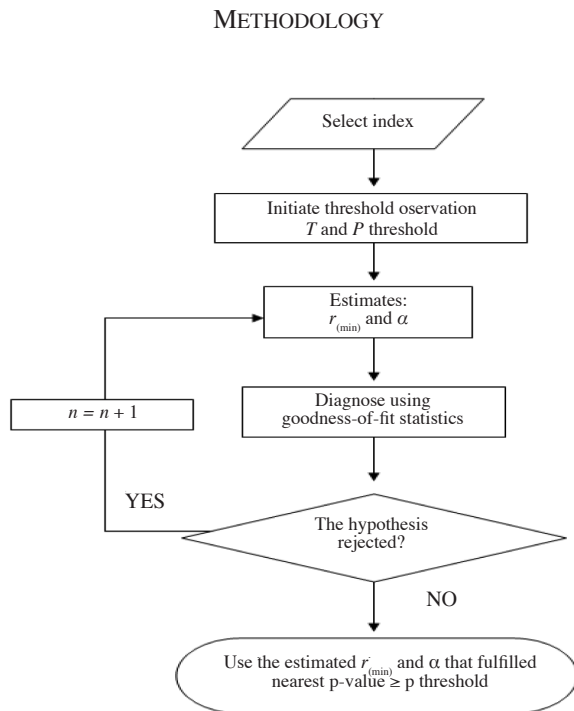 METHODOLOGY
Select index
Initiate threshold oservation
T and P threshold
Estimates:
r(min) and α
Diagnose using
goodness-of-fit statistics
n = n + 1
YES
The hypothesis
rejected?
NO
Use the estimated r(min) and α that fulfilled
nearest p-value ≥ p threshold